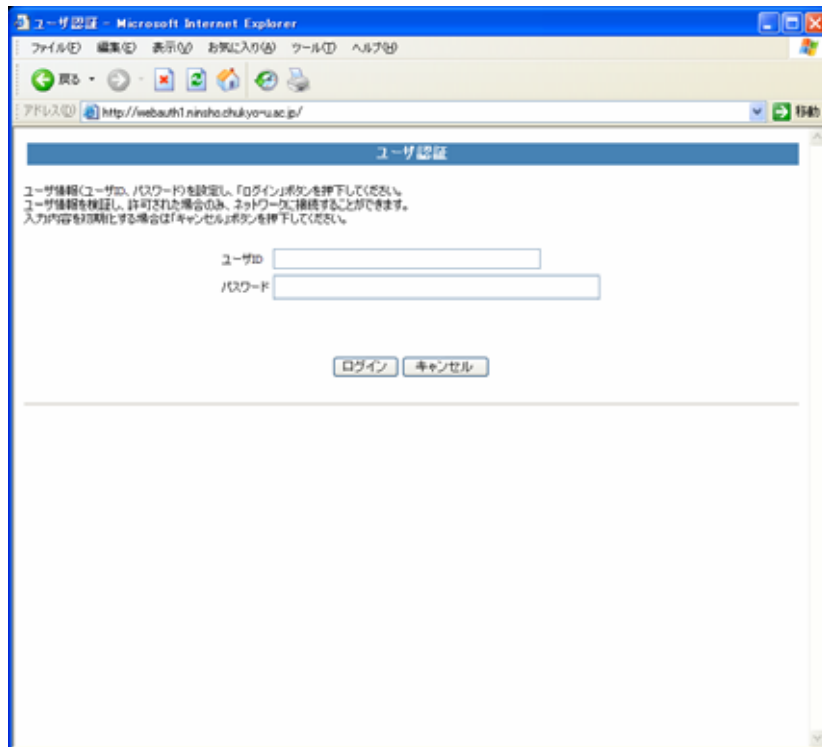 ユーザ認証 - Microsoft Internet Explorer
ファイル(F) 編集(E) 表示(V) お気に入り(A) ツール(T) ヘルプ(H)
戻る
アドレス(D) http://webauth1.ninsho.chukyo-u.ac.jp/ 移動
ユーザ認証
ユーザ情報(ユーザID、パスワード)を設定し、「ログイン」ボタンを押下してください。
ユーザ情報を検証し、許可された場合のみ、ネットワークに接続することができます。
入力内容を初期化する場合は「キャンセル」ボタンを押下してください。
ユーザID
パスワード
ログイン キャンセル